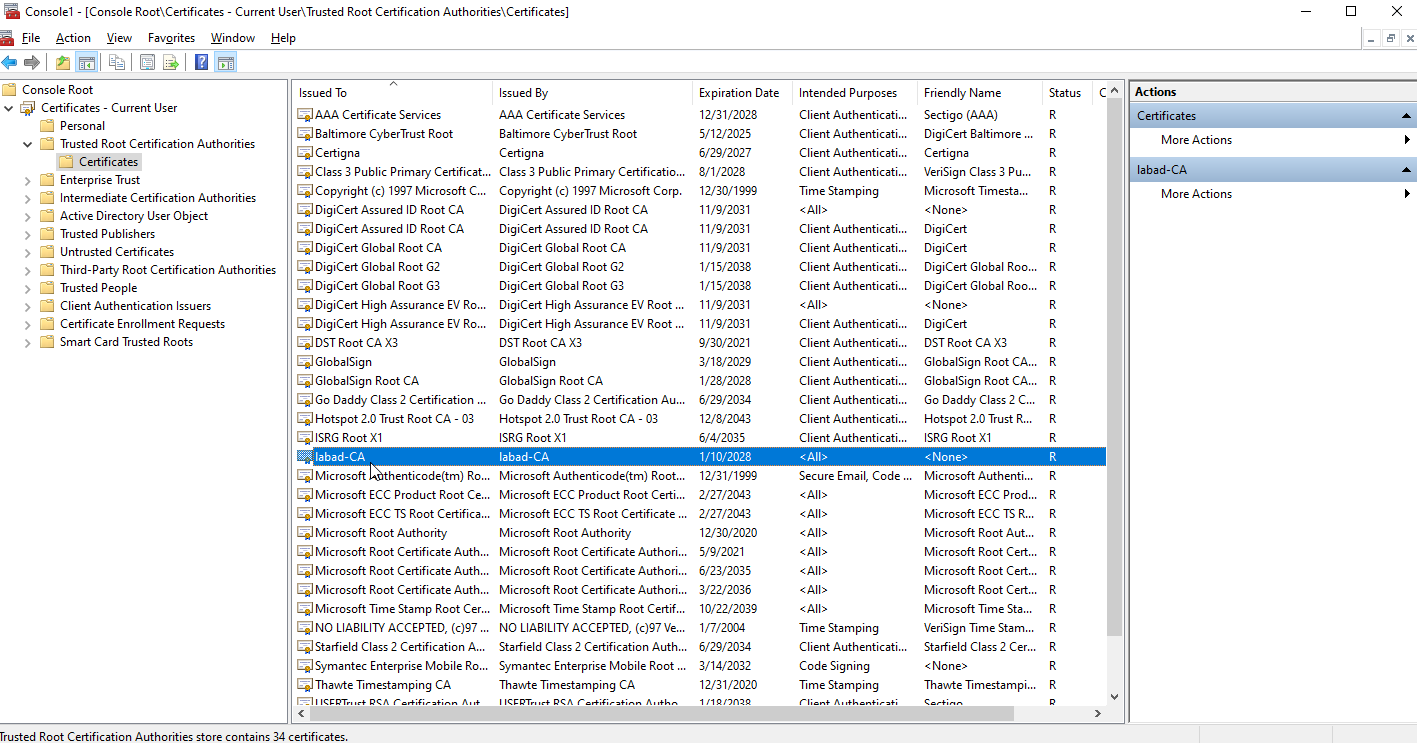 Console1 - [Console Root\Certificates - Current User\Trusted Root Certification Authorities\Certificates]
File Action View Favorites Window Help
Console Root
Certificates - Current User
Personal
Trusted Root Certification Authorities
Certificates
Enterprise Trust
Intermediate Certification Authorities
Active Directory User Object
Trusted Publishers
Untrusted Certificates
Third-Party Root Certification Authorities
Trusted People
Client Authentication Issuers
Certificate Enrollment Requests
Smart Card Trusted Roots
Issued To Issued By Expiration Date Intended Purposes Friendly Name Status C
AAA Certificate Services AAA Certificate Services 12/31/2028 Client Authenticati... Sectigo (AAA) R
Baltimore CyberTrust Root Baltimore CyberTrust Root 5/12/2025 Client Authenticati... DigiCert Baltimore ... R
Certigna Certigna 6/29/2027 Client Authenticati... Certigna R
Class 3 Public Primary Certificat... Class 3 Public Primary Certificatio... 8/1/2028 Client Authenticati... VeriSign Class 3 Pu... R
Copyright (c) 1997 Microsoft C... Copyright (c) 1997 Microsoft Corp. 12/30/1999 Time Stamping Microsoft Timesta... R
DigiCert Assured ID Root CA DigiCert Assured ID Root CA 11/9/2031 <All> <None> R
DigiCert Assured ID Root CA DigiCert Assured ID Root CA 11/9/2031 Client Authenticati... DigiCert R
DigiCert Global Root CA DigiCert Global Root CA 11/9/2031 Client Authenticati... DigiCert R
DigiCert Global Root G2 DigiCert Global Root G2 1/15/2038 Client Authenticati... DigiCert Global Roo... R
DigiCert Global Root G3 DigiCert Global Root G3 1/15/2038 Client Authenticati... DigiCert Global Roo... R
DigiCert High Assurance EV Ro... DigiCert High Assurance EV Root ... 11/9/2031 <All> <None> R
DigiCert High Assurance EV Ro... DigiCert High Assurance EV Root ... 11/9/2031 Client Authenticati... DigiCert R
DST Root CA X3 DST Root CA X3 9/30/2021 Client Authenticati... DST Root CA X3 R
GlobalSign GlobalSign 3/18/2029 Client Authenticati... GlobalSign Root CA... R
GlobalSign Root CA GlobalSign Root CA 1/28/2028 Client Authenticati... GlobalSign Root CA... R
Go Daddy Class 2 Certification ... Go Daddy Class 2 Certification Au... 6/29/2034 Client Authenticati... Go Daddy Class 2 C... R
Hotspot 2.0 Trust Root CA - 03 Hotspot 2.0 Trust Root CA - 03 12/8/2043 Client Authenticati... Hotspot 2.0 Trust R... R
ISRG Root X1 ISRG Root X1 6/4/2035 Client Authenticati... ISRG Root X1 R
labad-CA labad-CA 1/10/2028 <All> <None> R
Microsoft Authenticode(tm) Ro... Microsoft Authenticode(tm) Root... 12/31/1999 Secure Email, Code ... Microsoft Authenti... R
Microsoft ECC Product Root Ce... Microsoft ECC Product Root Certi... 2/27/2043 <All> Microsoft ECC Prod... R
Microsoft ECC TS Root Certifica... Microsoft ECC TS Root Certificate ... 2/27/2043 <All> Microsoft ECC TS R... R
Microsoft Root Authority Microsoft Root Authority 12/30/2020 <All> Microsoft Root Aut... R
Microsoft Root Certificate Auth... Microsoft Root Certificate Authori... 5/9/2021 <All> Microsoft Root Cert... R
Microsoft Root Certificate Auth... Microsoft Root Certificate Authori... 6/23/2035 <All> Microsoft Root Cert... R
Microsoft Root Certificate Auth... Microsoft Root Certificate Authori... 3/22/2036 <All> Microsoft Root Cert... R
Microsoft Time Stamp Root Cer... Microsoft Time Stamp Root Certif... 10/22/2039 <All> Microsoft Time Sta... R
NO LIABILITY ACCEPTED, (c)97 ... NO LIABILITY ACCEPTED, (c)97 Ve... 1/7/2004 Time Stamping VeriSign Time Stam... R
Starfield Class 2 Certification A... Starfield Class 2 Certification Auth... 6/29/2034 Client Authenticati... Starfield Class 2 Cer... R
Symantec Enterprise Mobile Ro... Symantec Enterprise Mobile Root ... 3/14/2032 Code Signing <None> R
Thawte Timestamping CA Thawte Timestamping CA 12/31/2020 Time Stamping Thawte Timestampi... R
USERTrust RSA Certification Aut... USERTrust RSA Certification Autho... 1/18/2038 Client Authenticati... Sectigo R
Actions
Certificates
More Actions
labad-CA
More Actions
Trusted Root Certification Authorities store contains 34 certificates.